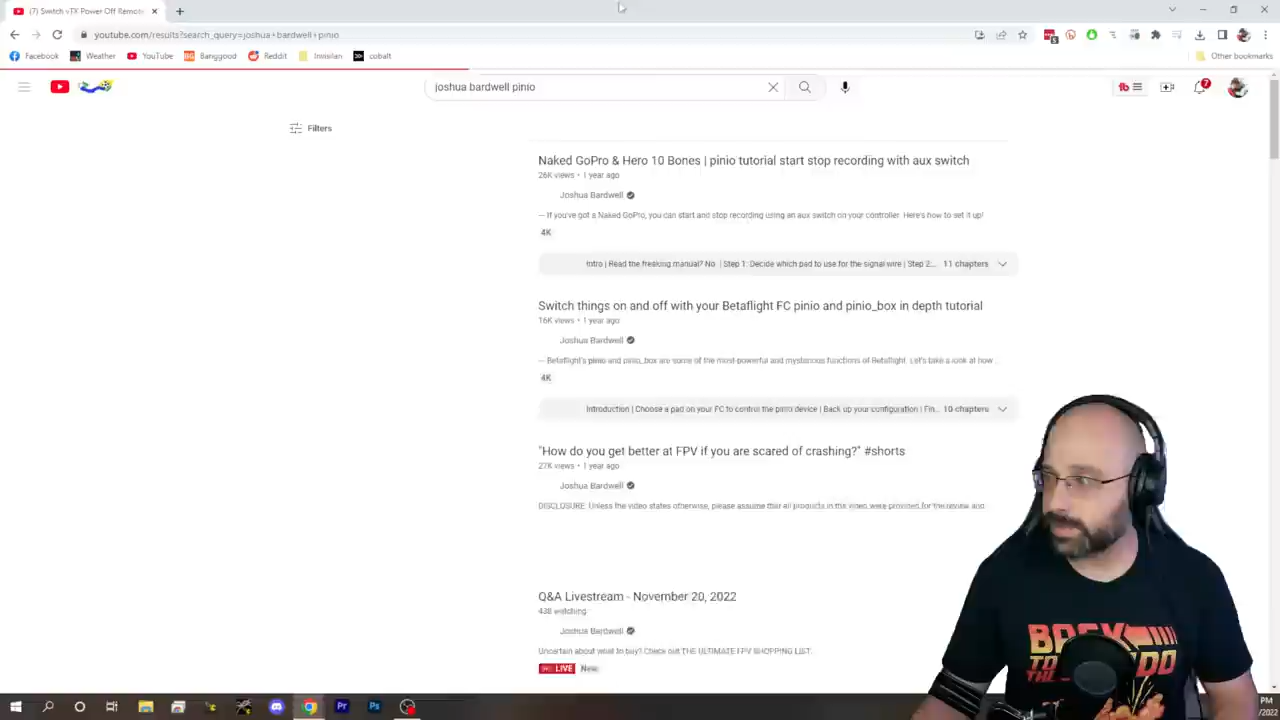 (7) Switch vTX Power Off Remote
youtube.com/results?search_query=joshua+bardwell+pinio
Facebook
Weather
YouTube
Banggood
Reddit
cobalt
Other bookmarks
joshua bardwell pinio
7
Filters
Naked GoPro & Hero 10 Bones | pinio tutorial start stop recording with aux switch
26K views • 1 year ago
Joshua Bardwell
-- If you've got a Naked GoPro, you can start and stop recording using an aux switch on your controller. Here's how to set it up!
4K
Intro | Read the freaking manual? No. | Step 1: Decide which pad to use for the signal wire | Step 2:... 11 chapters
Switch things on and off with your Betaflight FC pinio and pinio_box in depth tutorial
16K views • 1 year ago
Joshua Bardwell
-- Betaflight's pinio and pinio_box are some of the most powerful and mysterious functions of Betaflight. Let's take a look at how ...
4K
Introduction | Choose a pad on your FC to control the pinio device | Back up your configuration | Fin... 10 chapters
"How do you get better at FPV if you are scared of crashing?" #shorts
27K views • 1 year ago
Joshua Bardwell
DISCLOSURE: Unless the video states otherwise, please assume that all products in the video were provided for the review and
Q&A Livestream - November 20, 2022
438 watching
Joshua Bardwell
Uncertain about what to buy? Check out THE ULTIMATE FPV SHOPPING LIST:
LIVE New
BACK
TO
THE
DO
PM
/2022